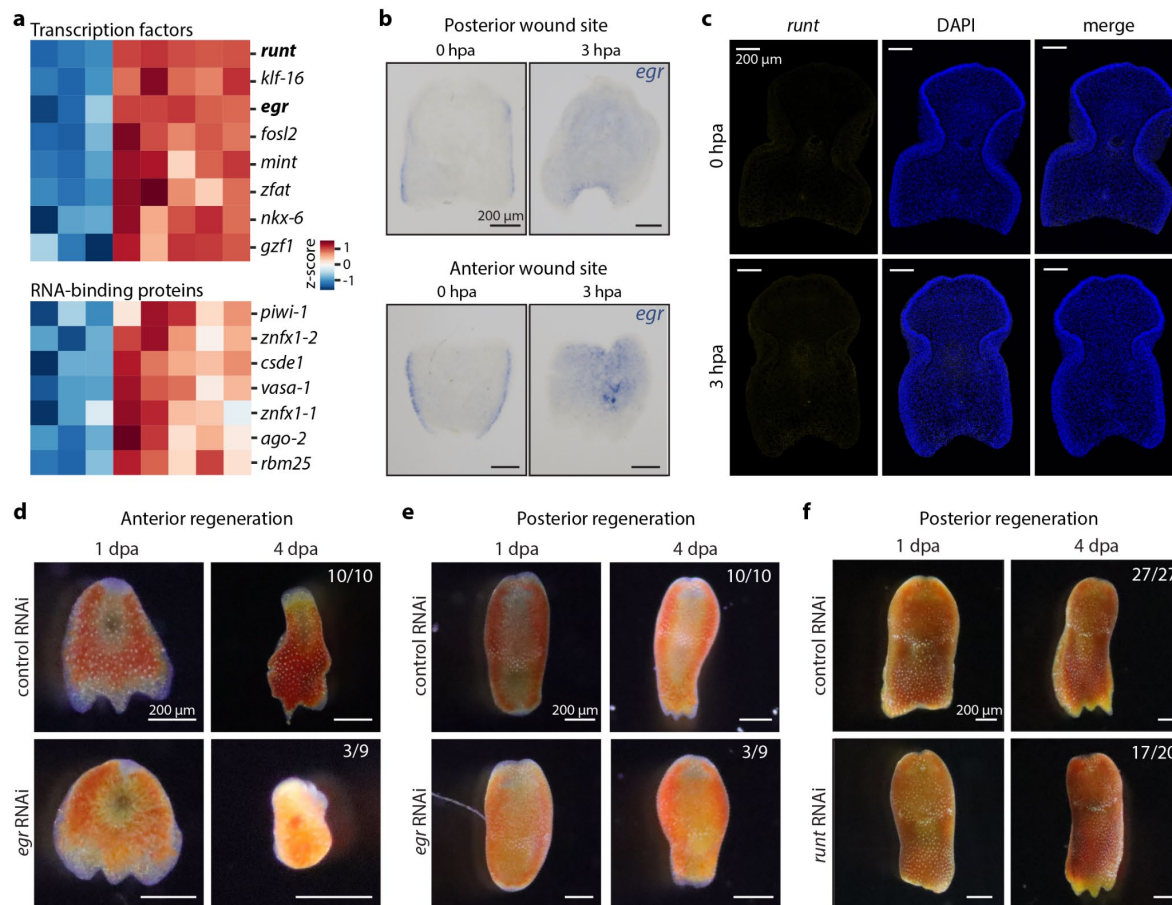 a
Transcription factors
runt
klf-16
egr
fosl2
mint
zfat
nkx-6
gzf1
z-score
1
0
-1
RNA-binding proteins
piwi-1
znfx1-2
csde1
vasa-1
znfx1-1
ago-2
rbm25
b
Posterior wound site
0 hpa 3 hpa
egr
200 µm
Anterior wound site
0 hpa 3 hpa
egr
c
runt DAPI merge
200 µm
0 hpa
3 hpa
d
Anterior regeneration
1 dpa 4 dpa
control RNAi
10/10
200 µm
egr RNAi
3/9
e
Posterior regeneration
1 dpa 4 dpa
control RNAi
10/10
200 µm
egr RNAi
3/9
f
Posterior regeneration
1 dpa 4 dpa
control RNAi
27/27
200 µm
runt RNAi
17/20